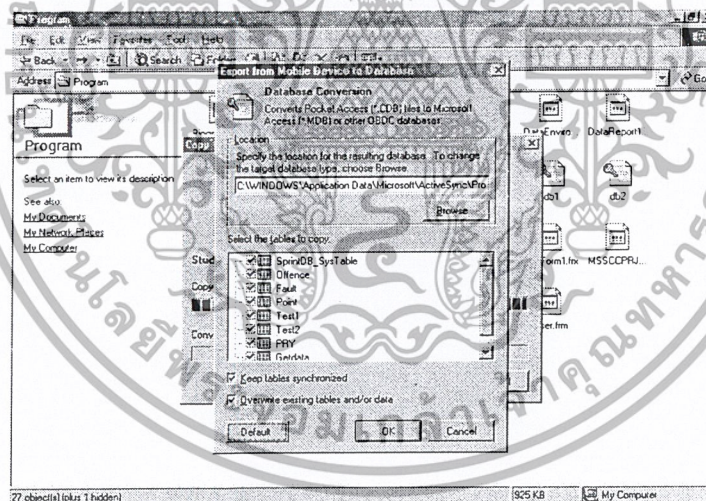 Program
File Edit View Favorites Tools Help
Back Search
Address Program Go
Program
Select an item to view its description
See also:
My Documents
My Network Places
My Computer
Copy
Stud
Copy
Conv
Export from Mobile Device To Database
Database Conversion
Converts Pocket Access (*.CDB) files to Microsoft
Access (*.MDB) or other OBDC databases
Location
Specify the location for the resulting database. To change
the target database type, choose Browse.
C:\WINDOWS\Application Data\Microsoft\ActiveSync\Pro
Browse
Select the tables to copy.
SprintDB_SysTable
Offence
Fault
Point
Test1
Test2
PRY
Getdata
Keep tables synchronized
Overwrite existing tables and/or data
Default OK Cancel
DataEnviro... DataReport1
db1 db2
Form1.frx MSSCCPRJ...
ser.frm
27 object(s) (plus 1 hidden) 925 KB My Computer